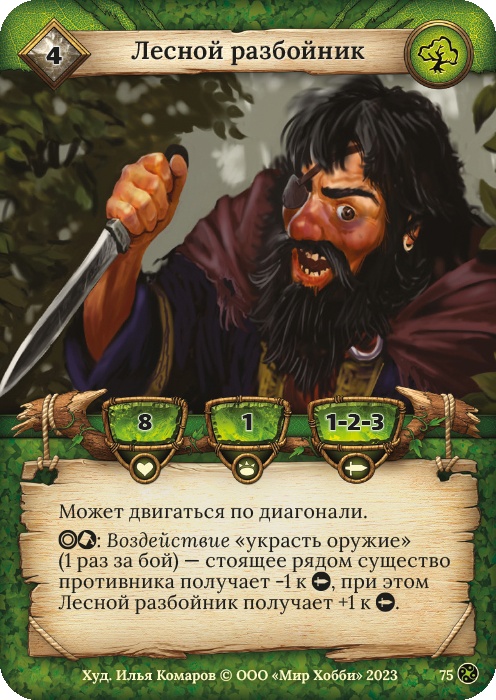 4
Лесной разбойник
8
1
1-2-3
Может двигаться по диагонали.
: Воздействие «украсть оружие»
(1 раз за бой) — стоящее рядом существо
противника получает -1 к , при этом
Лесной разбойник получает +1 к .
Худ. Илья Комаров © ООО «Мир Хобби» 2023
75